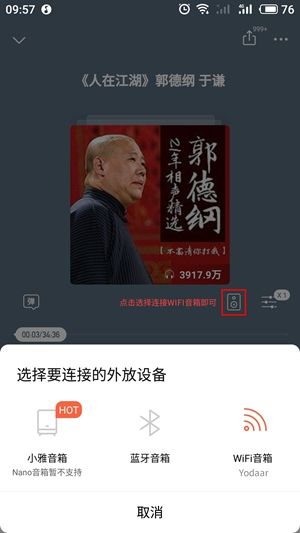 09:57
4G
76
999+
《人在江湖》郭德纲 于谦
郭德纲
21年相声精选
【不高清你打我】
3917.9万
弹
点击选择连接WIFI音箱即可
X 1
00:03/34:36
选择要连接的外放设备
HOT
小雅音箱
Nano音箱暂不支持
蓝牙音箱
WiFi音箱
Yodaar
取消